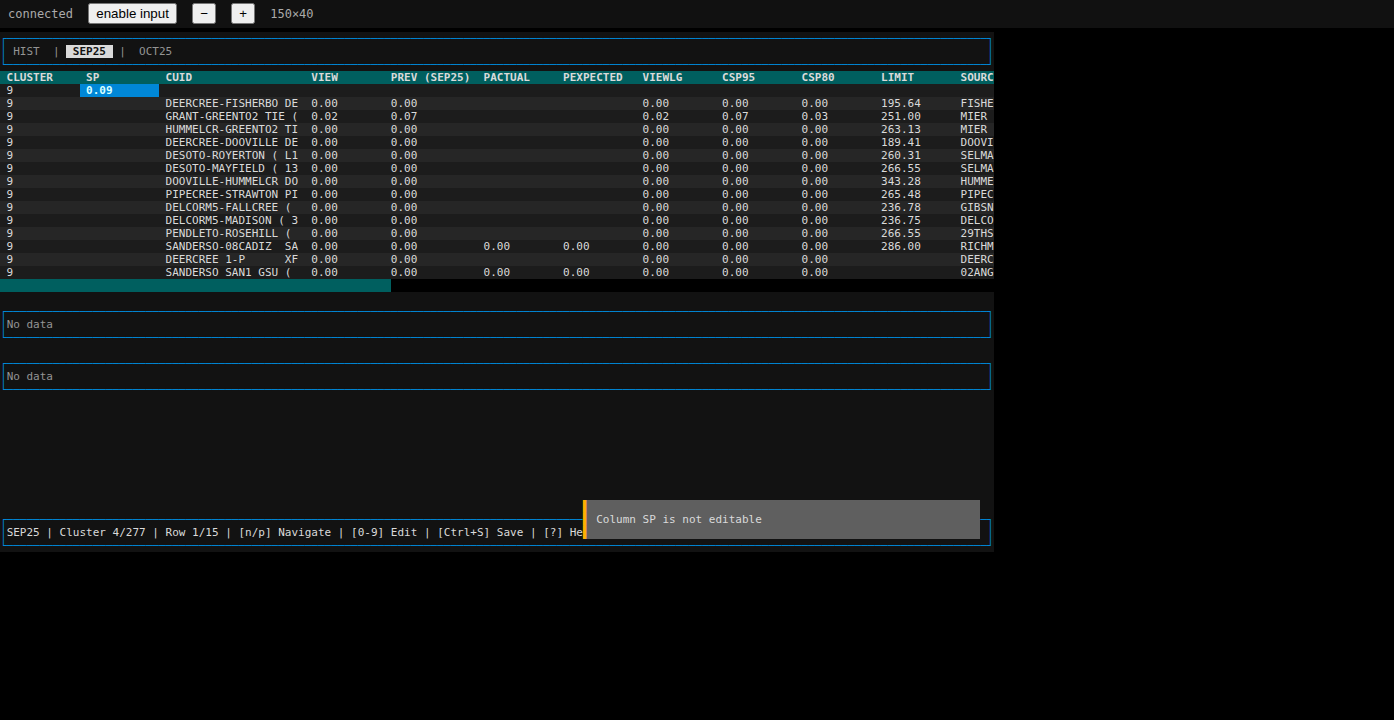 connected enable input − + 150×40
HIST | SEP25 | OCT25
CLUSTER SP CUID VIEW PREV (SEP25) PACTUAL PEXPECTED VIEWLG CSP95 CSP80 LIMIT SOURC
9 0.09
9 DEERCREE-FISHERBO DE 0.00 0.00 0.00 0.00 0.00 195.64 FISHE
9 GRANT-GREENTO2 TIE ( 0.02 0.07 0.02 0.07 0.03 251.00 MIER
9 HUMMELCR-GREENTO2 TI 0.00 0.00 0.00 0.00 0.00 263.13 MIER
9 DEERCREE-DOOVILLE DE 0.00 0.00 0.00 0.00 0.00 189.41 DOOVI
9 DESOTO-ROYERTON ( L1 0.00 0.00 0.00 0.00 0.00 260.31 SELMA
9 DESOTO-MAYFIELD ( 13 0.00 0.00 0.00 0.00 0.00 266.55 SELMA
9 DOOVILLE-HUMMELCR DO 0.00 0.00 0.00 0.00 0.00 343.28 HUMME
9 PIPECREE-STRAWTON PI 0.00 0.00 0.00 0.00 0.00 265.48 PIPEC
9 DELCORM5-FALLCREE ( 0.00 0.00 0.00 0.00 0.00 236.78 GIBSN
9 DELCORM5-MADISON ( 3 0.00 0.00 0.00 0.00 0.00 236.75 DELCO
9 PENDLETO-ROSEHILL ( 0.00 0.00 0.00 0.00 0.00 266.55 29THS
9 SANDERSO-08CADIZ SA 0.00 0.00 0.00 0.00 0.00 0.00 0.00 286.00 RICHM
9 DEERCREE 1-P XF 0.00 0.00 0.00 0.00 0.00 DEERC
9 SANDERSO SAN1 GSU ( 0.00 0.00 0.00 0.00 0.00 0.00 0.00 02ANG
No data
No data
Column SP is not editable
SEP25 | Cluster 4/277 | Row 1/15 | [n/p] Navigate | [0-9] Edit | [Ctrl+S] Save | [?] He